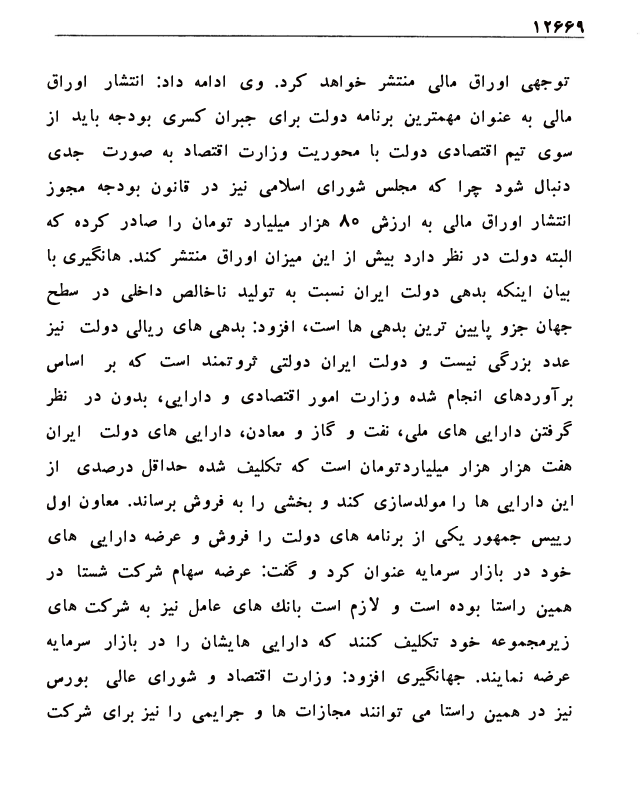 ۱۲۶۶۹
توجهی اوراق مالی منتشر خواهد کرد. وی ادامه داد: انتشار اوراق
مالی به عنوان مهمترین برنامه دولت برای جبران کسری بودجه باید از
سوی تیم اقتصادی دولت با محوریت وزارت اقتصاد به صورت جدی
دنبال شود چرا که مجلس شورای اسلامی نیز در قانون بودجه مجوز
انتشار اوراق مالی به ارزش ۸۰ هزار میلیارد تومان را صادر کرده که
البته دولت در نظر دارد بیش از این میزان اوراق منتشر کند. هانگیری با
بیان اینکه بدهی دولت ایران نسبت به تولید ناخالص داخلی در سطح
جهان جزو پایین ترین بدهی ها است، افزود: بدهی های ریالی دولت نیز
عدد بزرگی نیست و دولت ایران دولتی ثروتمند است که بر اساس
برآوردهای انجام شده وزارت امور اقتصادی و دارایی، بدون در نظر
گرفتن دارایی های ملی، نفت و گاز و معادن، دارایی های دولت ایران
هفت هزار هزار میلیاردتومان است که تکلیف شده حداقل درصدی از
این دارایی ها را مولدسازی کند و بخشی را به فروش برساند. معاون اول
رییس جمهور یکی از برنامه های دولت را فروش و عرضه دارایی های
خود در بازار سرمایه عنوان کرد و گفت: عرضه سهام شرکت شستا در
همین راستا بوده است و لازم است بانك های عامل نیز به شرکت های
زیرمجموعه خود تکلیف کنند که دارایی هایشان را در بازار سرمایه
عرضه نمایند. جهانگیری افزود: وزارت اقتصاد و شورای عالی بورس
نیز در همین راستا می توانند مجازات ها و جرایمی را نیز برای شرکت